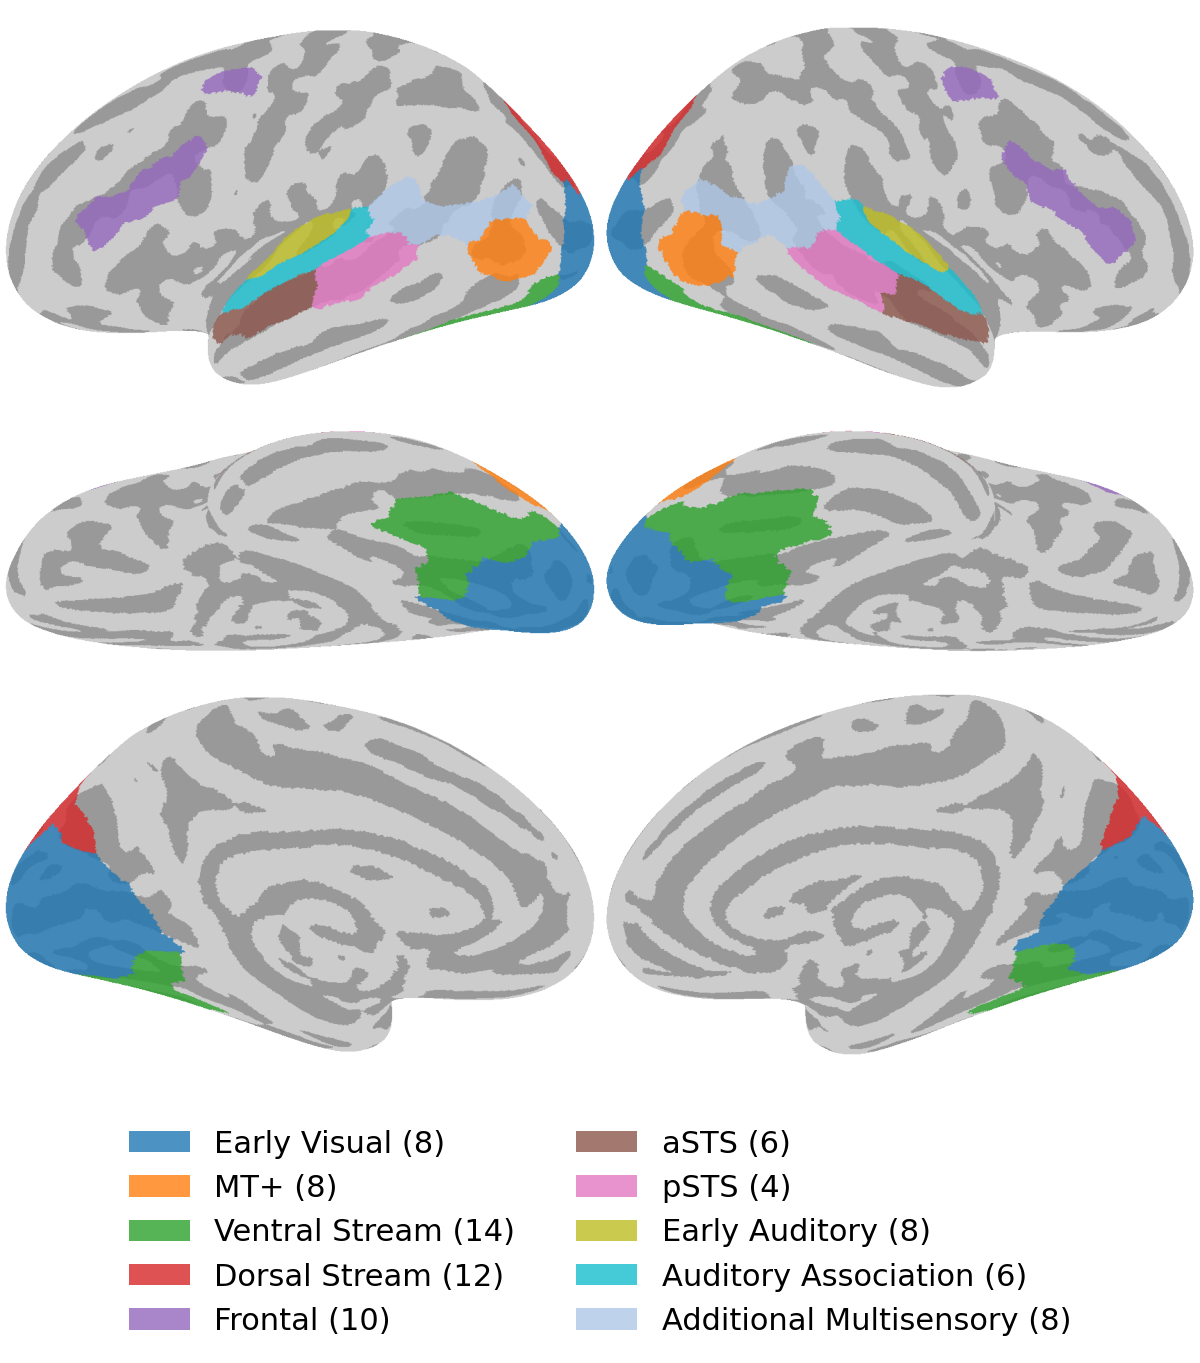 Early Visual (8)
MT+ (8)
Ventral Stream (14)
Dorsal Stream (12)
Frontal (10)
aSTS (6)
pSTS (4)
Early Auditory (8)
Auditory Association (6)
Additional Multisensory (8)